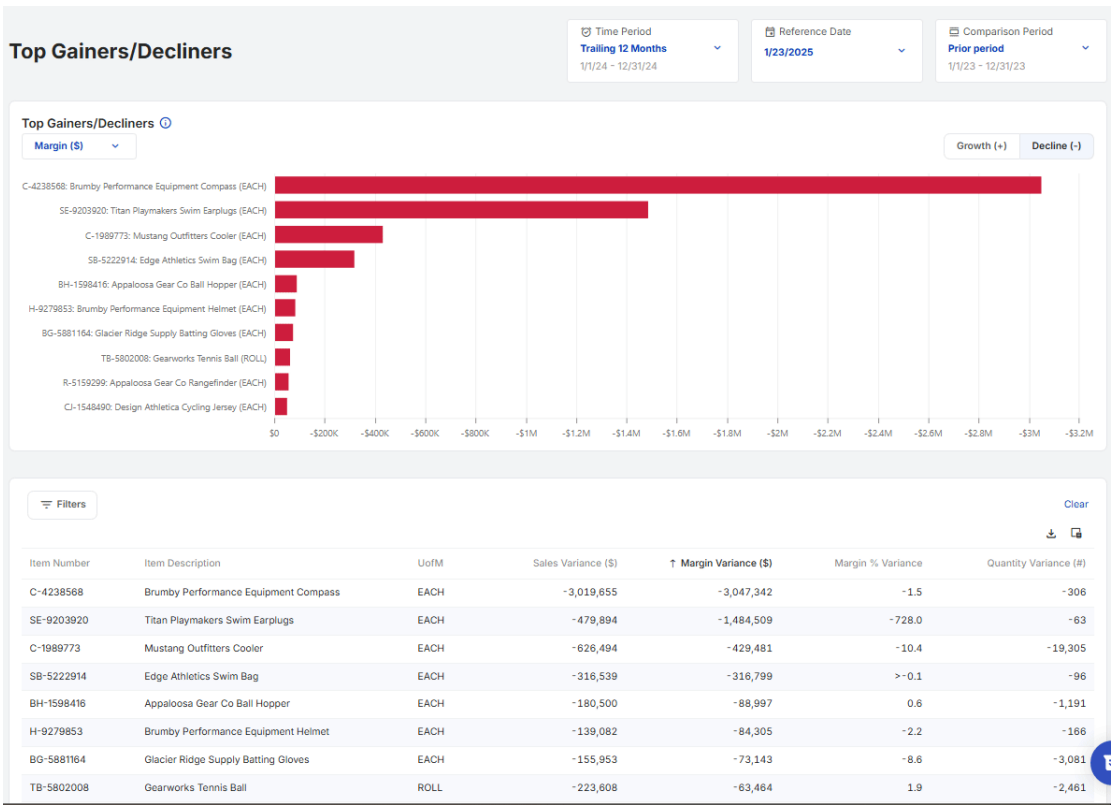 Top Gainers/Decliners
Time Period
Trailing 12 Months
1/1/24 - 12/31/24
Reference Date
1/23/2025
Comparison Period
Prior period
1/1/23 - 12/31/23
Top Gainers/Decliners
Margin ($)
Growth (+) Decline (-)
C-4238568: Brumby Performance Equipment Compass (EACH)
SE-9203920: Titan Playmakers Swim Earplugs (EACH)
C-1989773: Mustang Outfitters Cooler (EACH)
SB-5222914: Edge Athletics Swim Bag (EACH)
BH-1598416: Appaloosa Gear Co Ball Hopper (EACH)
H-9279853: Brumby Performance Equipment Helmet (EACH)
BG-5881164: Glacier Ridge Supply Batting Gloves (EACH)
TB-5802008: Gearworks Tennis Ball (ROLL)
R-5159299: Appaloosa Gear Co Rangefinder (EACH)
CJ-1548490: Design Athletica Cycling Jersey (EACH)
$0 -$200K -$400K -$600K -$800K -$1M -$1.2M -$1.4M -$1.6M -$1.8M -$2M -$2.2M -$2.4M -$2.6M -$2.8M -$3M -$3.2M
Filters
Clear
Item Number Item Description UofM Sales Variance ($) ↑ Margin Variance ($) Margin % Variance Quantity Variance (#)
C-4238568 Brumby Performance Equipment Compass EACH -3,019,655 -3,047,342 -1.5 -306
SE-9203920 Titan Playmakers Swim Earplugs EACH -479,894 -1,484,509 -728.0 -63
C-1989773 Mustang Outfitters Cooler EACH -626,494 -429,481 -10.4 -19,305
SB-5222914 Edge Athletics Swim Bag EACH -316,539 -316,799 >-0.1 -96
BH-1598416 Appaloosa Gear Co Ball Hopper EACH -180,500 -88,997 0.6 -1,191
H-9279853 Brumby Performance Equipment Helmet EACH -139,082 -84,305 -2.2 -166
BG-5881164 Glacier Ridge Supply Batting Gloves EACH -155,953 -73,143 -8.6 -3,081
TB-5802008 Gearworks Tennis Ball ROLL -223,608 -63,464 1.9 -2,461